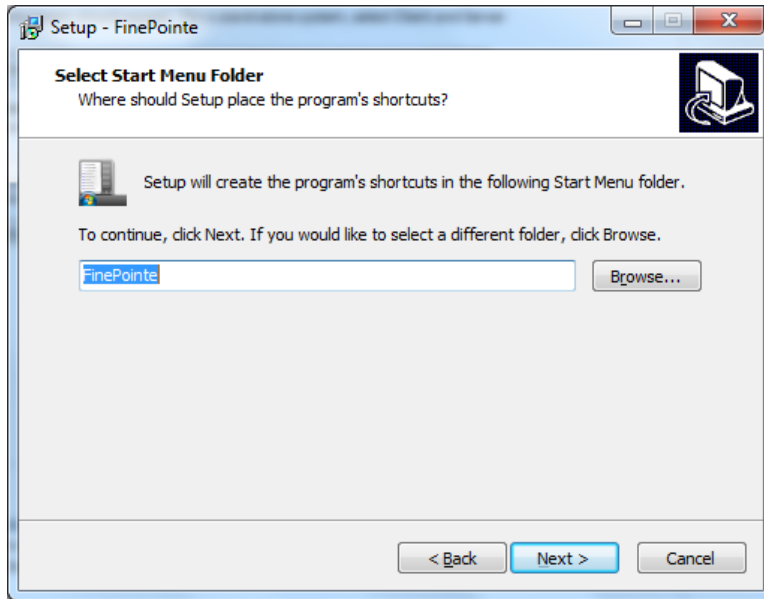 Setup - FinePointe
Select Start Menu Folder
Where should Setup place the program's shortcuts?
Setup will create the program's shortcuts in the following Start Menu folder.
To continue, click Next. If you would like to select a different folder, click Browse.
FinePointe
Browse...
< Back
Next >
Cancel